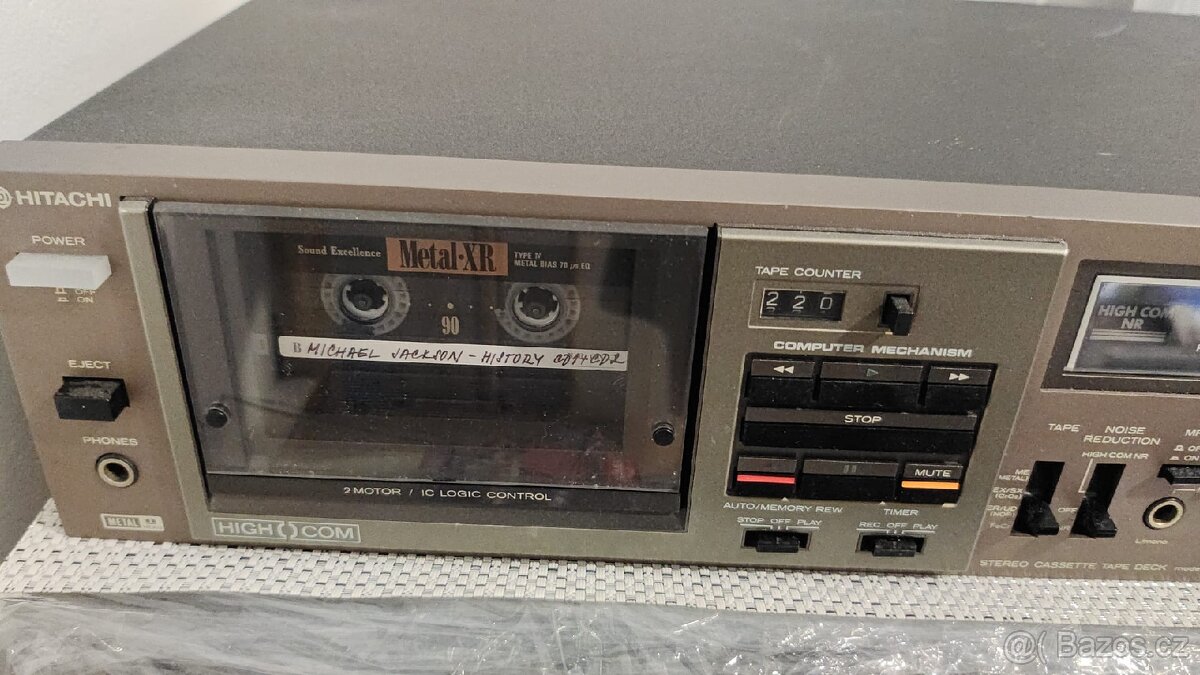 HITACHI
POWER
OFF
ON
EJECT
PHONES
METAL
Sound Excellence
Metal·XR
TYPE IV
METAL BIAS 70 µs EQ
90
B MICHAEL JACKSON - HISTORY CD1+CD2
2 MOTOR / IC LOGIC CONTROL
HIGH COM
TAPE COUNTER
220
COMPUTER MECHANISM
STOP
MUTE
AUTO/MEMORY REW
STOP OFF PLAY
TIMER
REC OFF PLAY
HIGH COM
NR
TAPE
NOISE
REDUCTION
HIGH COM NR
OFF
ON
OFF
L/mono
STEREO CASSETTE TAPE DECK
@( Bazos.cz